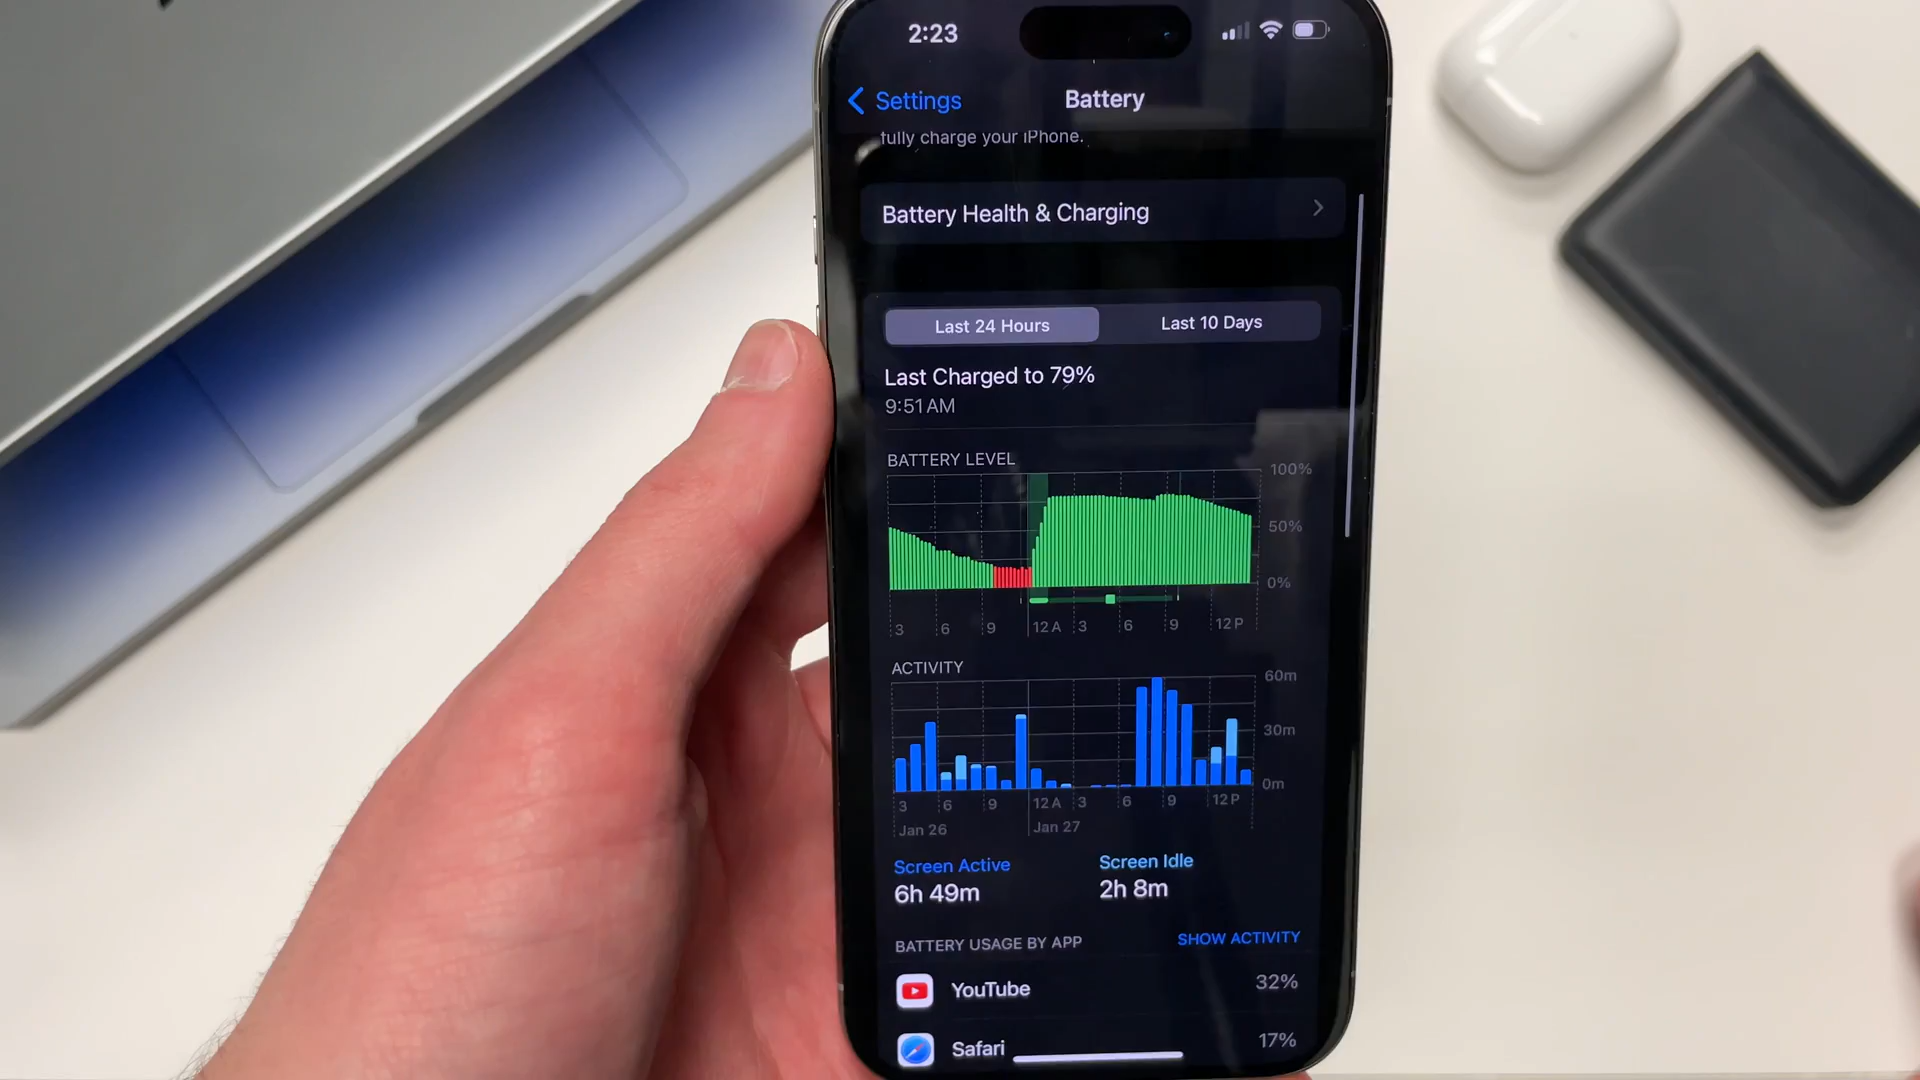 2:23
Settings
Battery
fully charge your iPhone.
Battery Health & Charging
Last 24 Hours
Last 10 Days
Last Charged to 79%
9:51 AM
BATTERY LEVEL
100%
50%
0%
3 6 9 12 A 3 6 9 12 P
ACTIVITY
60m
30m
0m
3 6 9 12 A 3 6 9 12 P
Jan 26 Jan 27
Screen Active
6h 49m
Screen Idle
2h 8m
BATTERY USAGE BY APP
SHOW ACTIVITY
YouTube
32%
Safari
17%